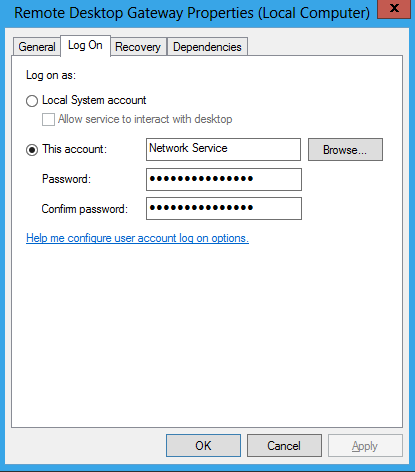 Remote Desktop Gateway Properties (Local Computer) x
General Log On Recovery Dependencies
Log on as:
Local System account
Allow service to interact with desktop
This account: Network Service Browse...
Password: •••••••••••••••
Confirm password: •••••••••••••••
Help me configure user account log on options.
OK Cancel Apply